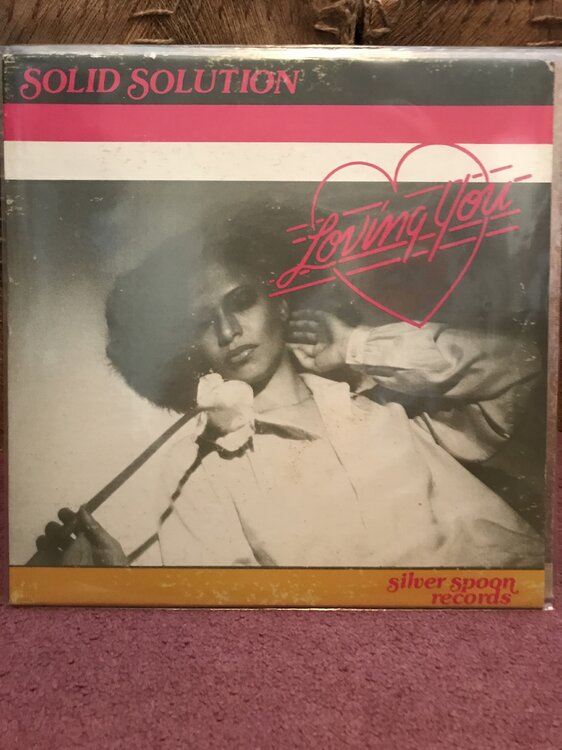 SOLID SOLUTION
Loving You
silver spoon
records